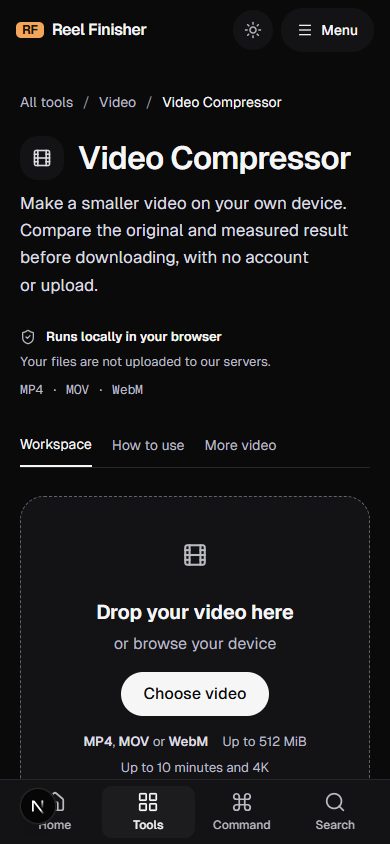 RF Reel Finisher Menu
All tools / Video / Video Compressor
Video Compressor
Make a smaller video on your own device.
Compare the original and measured result
before downloading, with no account
or upload.
Runs locally in your browser
Your files are not uploaded to our servers.
MP4 · MOV · WebM
Workspace How to use More video
Drop your video here
or browse your device
Choose video
MP4, MOV or WebM Up to 512 MiB
Up to 10 minutes and 4K
N
Home Tools Command Search